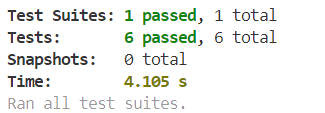 Test Suites: 1 passed, 1 total
Tests:       6 passed, 6 total
Snapshots:   0 total
Time:        4.105 s
Ran all test suites.